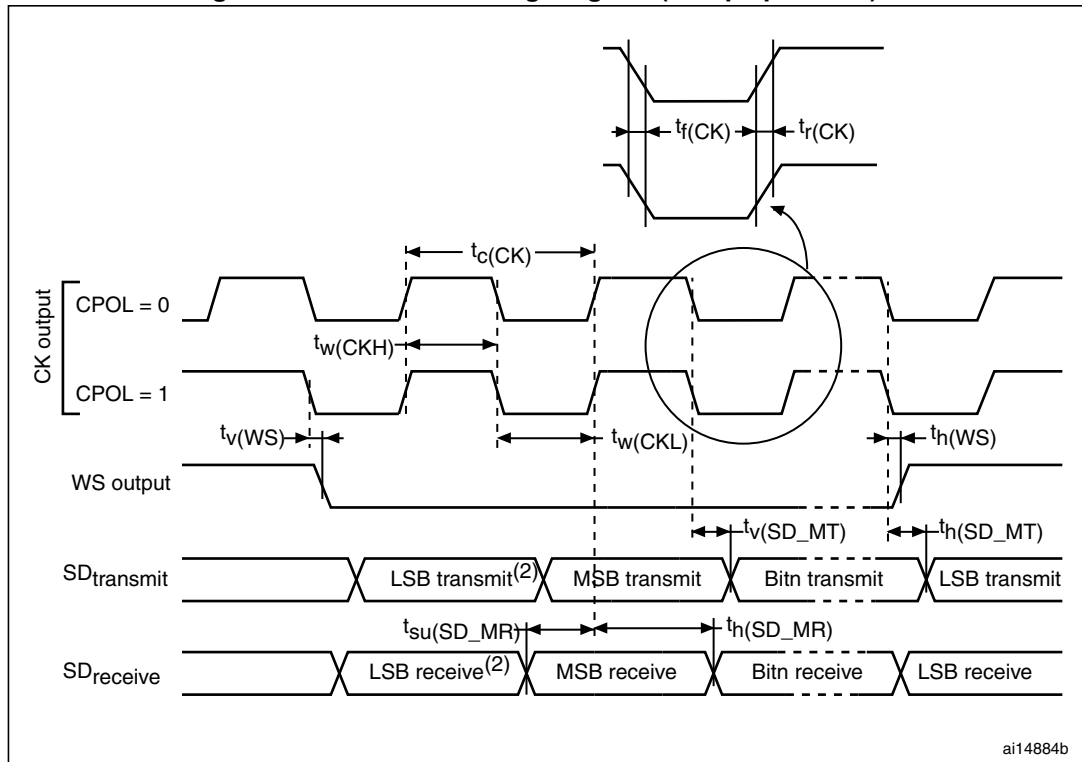 tf(CK)
tr(CK)
tc(CK)
CK output
CPOL = 0
tw(CKH)
CPOL = 1
tv(WS)
tw(CKL)
th(WS)
WS output
tv(SD_MT)
th(SD_MT)
SDtransmit
LSB transmit(2)
MSB transmit
Bitn transmit
LSB transmit
tsu(SD_MR)
th(SD_MR)
SDreceive
LSB receive(2)
MSB receive
Bitn receive
LSB receive
ai14884b